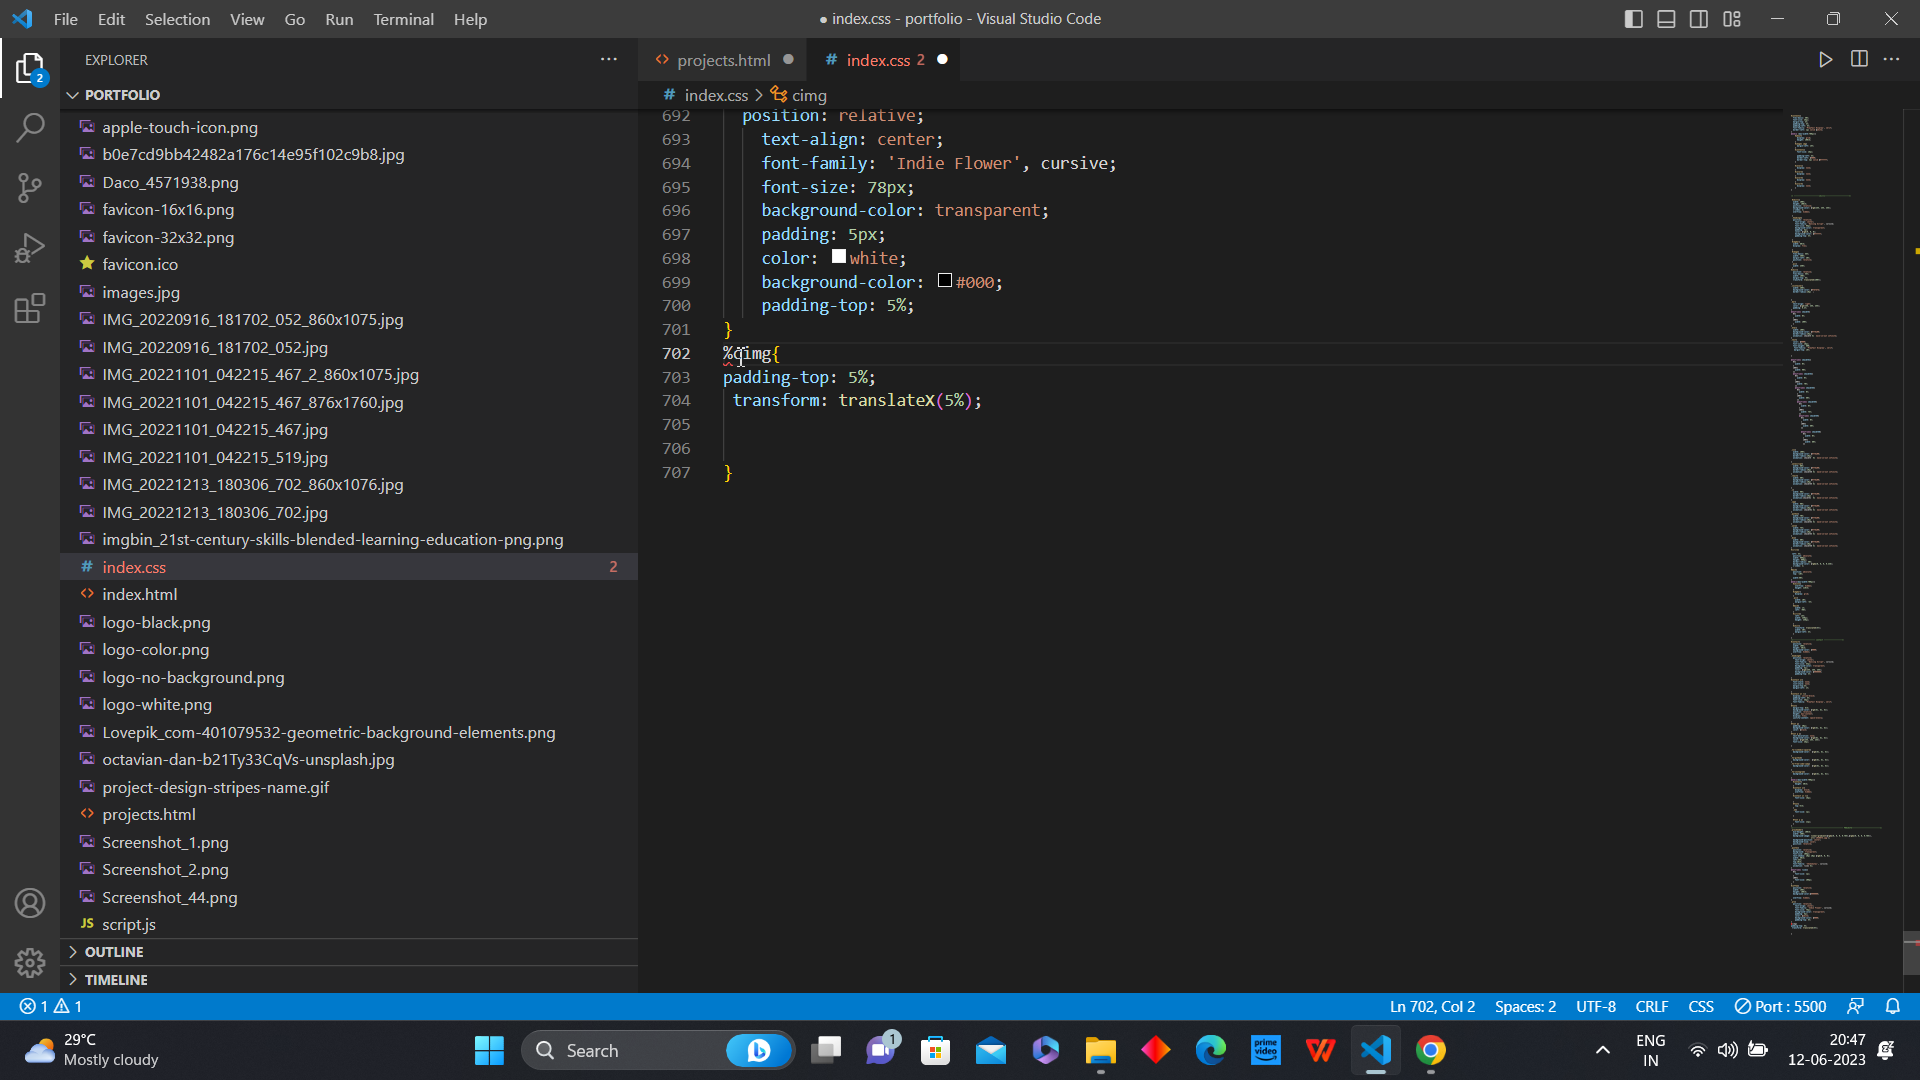 File Edit Selection View Go Run Terminal Help
● index.css - portfolio - Visual Studio Code
EXPLORER
PORTFOLIO
apple-touch-icon.png
b0e7cd9bb42482a176c14e95f102c9b8.jpg
Daco_4571938.png
favicon-16x16.png
favicon-32x32.png
favicon.ico
images.jpg
IMG_20220916_181702_052_860x1075.jpg
IMG_20220916_181702_052.jpg
IMG_20221101_042215_467_2_860x1075.jpg
IMG_20221101_042215_467_876x1760.jpg
IMG_20221101_042215_467.jpg
IMG_20221101_042215_519.jpg
IMG_20221213_180306_702_860x1076.jpg
IMG_20221213_180306_702.jpg
imgbin_21st-century-skills-blended-learning-education-png.png
index.css 2
index.html
logo-black.png
logo-color.png
logo-no-background.png
logo-white.png
Lovepik_com-401079532-geometric-background-elements.png
octavian-dan-b21Ty33CqVs-unsplash.jpg
project-design-stripes-name.gif
projects.html
Screenshot_1.png
Screenshot_2.png
Screenshot_44.png
JS script.js
OUTLINE
TIMELINE
2
<> projects.html ●
# index.css 2 ●
# index.css > cimg
692 position: relative;
693 text-align: center;
694 font-family: 'Indie Flower', cursive;
695 font-size: 78px;
696 background-color: transparent;
697 padding: 5px;
698 color: white;
699 background-color: #000;
700 padding-top: 5%;
701 }
702 %cimg{
703 padding-top: 5%;
704 transform: translateX(5%);
705
706
707 }
1 1
Ln 702, Col 2 Spaces: 2 UTF-8 CRLF CSS Port : 5500
29°C
Mostly cloudy
Search
1
prime video
ENG
IN
20:47
12-06-2023